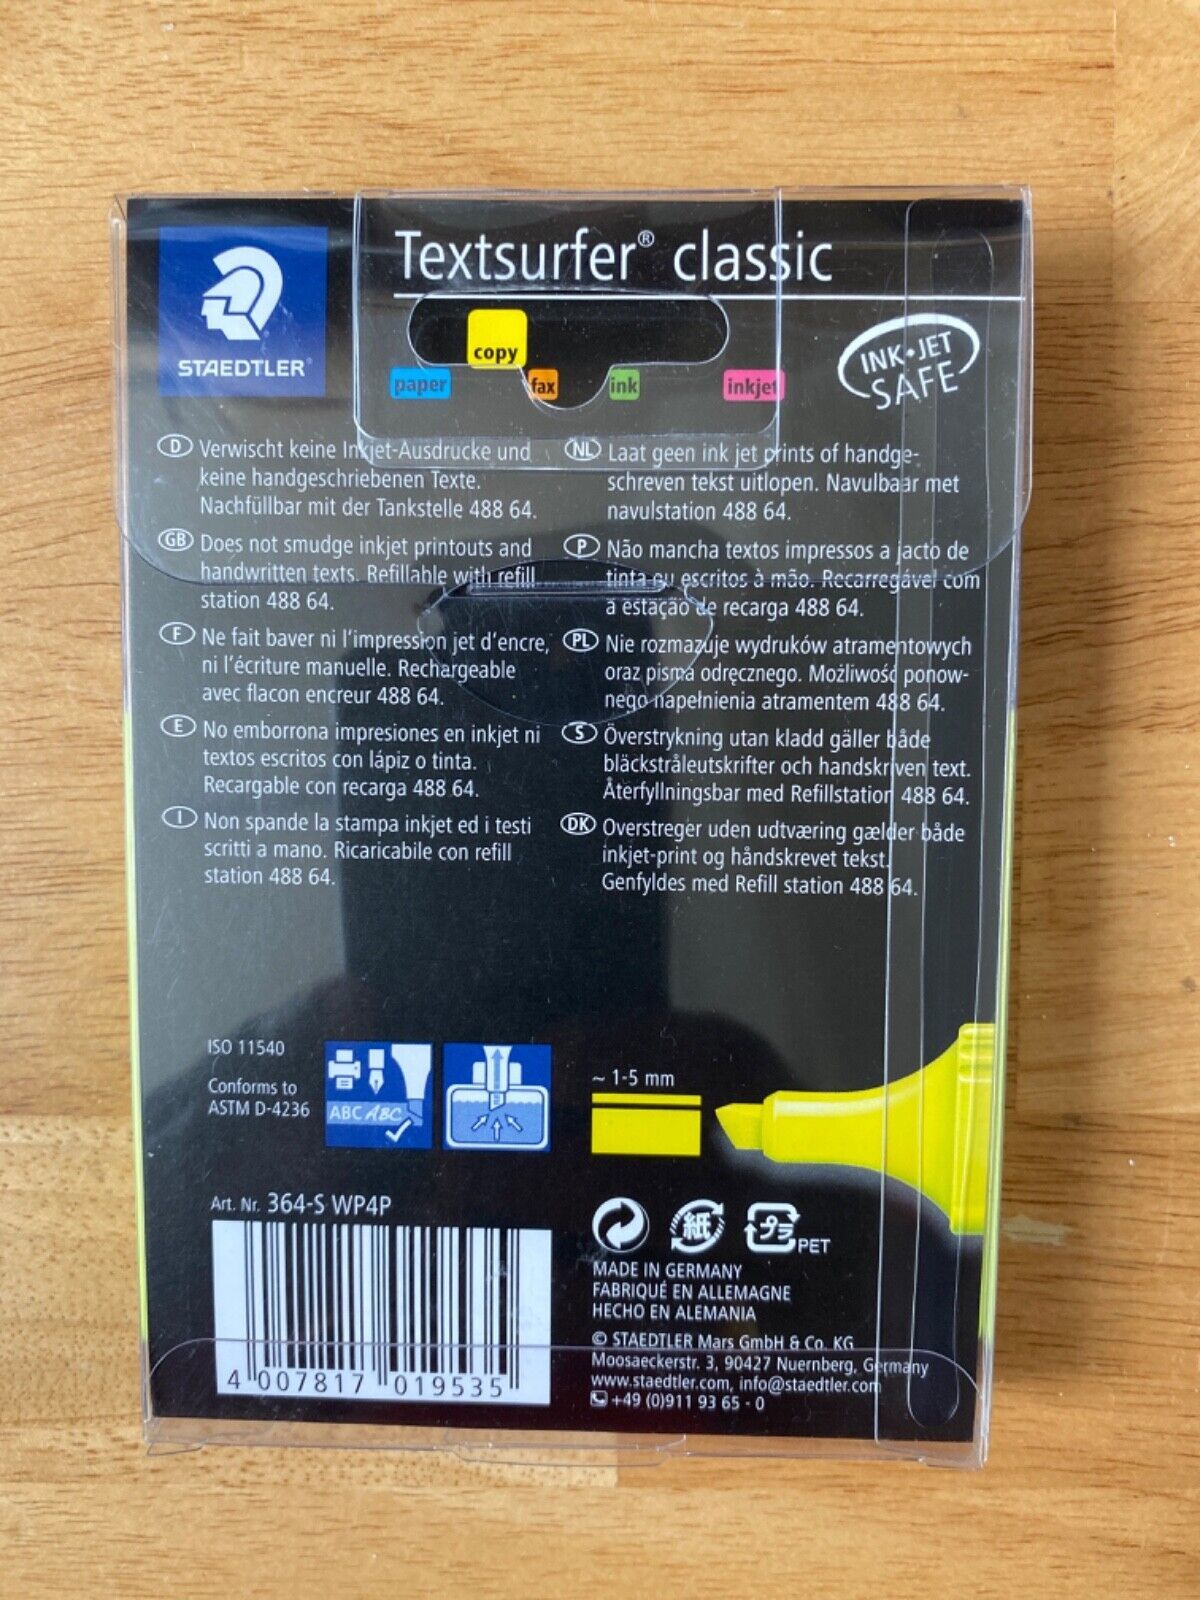 STAEDTLER®
Textsurfer® classic
copy
paper
fax
ink
inkjet
INK·JET
SAFE
D Verwischt keine Inkjet-Ausdrucke und
keine handgeschriebenen Texte.
Nachfüllbar mit der Tankstelle 488 64.
GB Does not smudge inkjet printouts and
handwritten texts. Refillable with refill
station 488 64.
F Ne fait baver ni l'impression jet d'encre,
ni l'écriture manuelle. Rechargeable
avec flacon encreur 488 64.
E No emborrona impresiones en inkjet ni
textos escritos con lápiz o tinta.
Recargable con recarga 488 64.
I Non spande la stampa inkjet ed i testi
scritti a mano. Ricaricabile con refill
station 488 64.
NL Laat geen ink jet prints of handge-
schreven tekst uitlopen. Navulbaar met
navulstation 488 64.
P Não mancha textos impressos a jacto de
tinta ou escritos à mão. Recarregável com
a estação de recarga 488 64.
PL Nie rozmazuje wydruków atramentowych
oraz pisma odręcznego. Możliwość ponow-
nego napełnienia atramentem 488 64.
S Överstrykning utan kladd gäller både
bläckstråleutskrifter och handskriven text.
Återfyllningsbar med Refillstation 488 64.
DK Overstreger uden udtværing gælder både
inkjet-print og håndskrevet tekst.
Genfyldes med Refill station 488 64.
ISO 11540
Conforms to
ASTM D-4236
ABC ABC
~ 1-5 mm
Art. Nr. 364-S WP4P
4 007817 019535
紙
プラ
PET
MADE IN GERMANY
FABRIQUÉ EN ALLEMAGNE
HECHO EN ALEMANIA
© STAEDTLER Mars GmbH & Co. KG
Moosaeckerstr. 3, 90427 Nuernberg, Germany
www.staedtler.com, info@staedtler.com
+49 (0)911 93 65 - 0